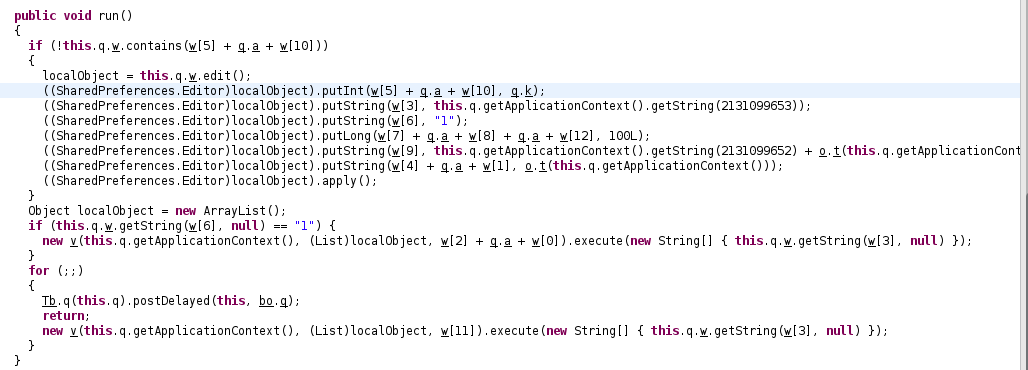 public void run()
{
if (!this.q.w.contains(w[5] + q.a + w[10]))
{
localObject = this.q.w.edit();
((SharedPreferences.Editor)localObject).putInt(w[5] + q.a + w[10], q.k);
((SharedPreferences.Editor)localObject).putString(w[3], this.q.getApplicationContext().getString(2131099653));
((SharedPreferences.Editor)localObject).putString(w[6], "1");
((SharedPreferences.Editor)localObject).putLong(w[7] + q.a + w[8] + q.a + w[12], 100L);
((SharedPreferences.Editor)localObject).putString(w[9], this.q.getApplicationContext().getString(2131099652) + o.t(this.q.getApplicationCont
((SharedPreferences.Editor)localObject).putString(w[4] + q.a + w[1], o.t(this.q.getApplicationContext()));
((SharedPreferences.Editor)localObject).apply();
}
Object localObject = new ArrayList();
if (this.q.w.getString(w[6], null) == "1") {
new v(this.q.getApplicationContext(), (List)localObject, w[2] + q.a + w[0]).execute(new String[] { this.q.w.getString(w[3], null) });
}
for (;;)
{
Tb.q(this.q).postDelayed(this, bo.q);
return;
new v(this.q.getApplicationContext(), (List)localObject, w[11]).execute(new String[] { this.q.w.getString(w[3], null) });
}
}